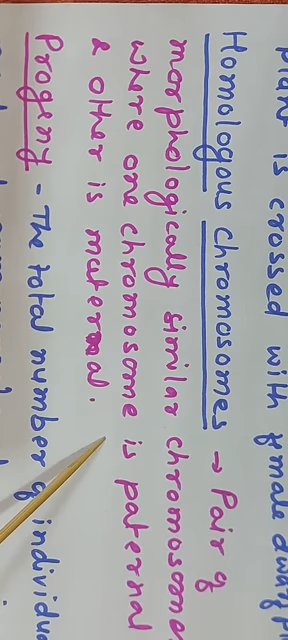 plant is crossed with female dwarf
Homologous chromosomes → Pair of
morphologically similar chromosome
where one chromosome is paternal
& other is maternal.
Progeny - The total number of individu